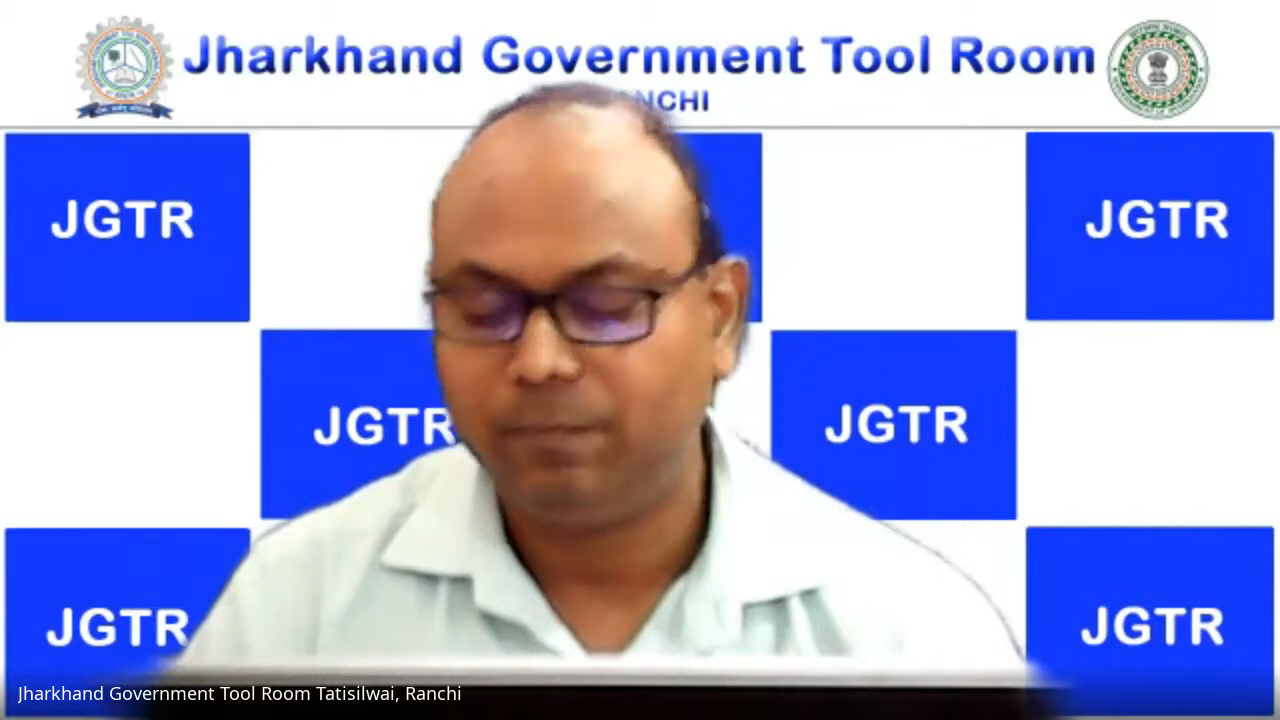 Jharkhand Government Tool Room
NCHI
JGTR
JGTR
JGTR
JGTR
JGTR
JGTR
Jharkhand Government Tool Room Tatisilwai, Ranchi